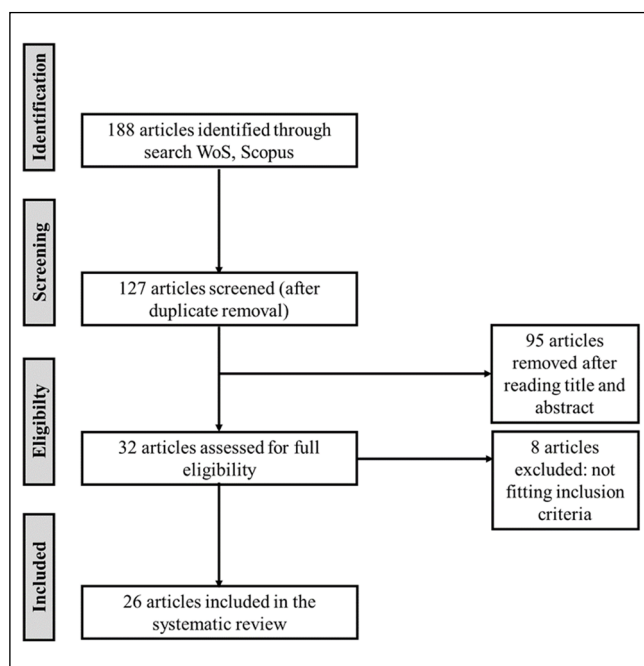 Identification
188 articles identified through
search WoS, Scopus
Screening
127 articles screened (after
duplicate removal)
95 articles
removed after
reading title and
abstract
Eligibilty
32 articles assessed for full
eligibility
8 articles
excluded: not
fitting inclusion
criteria
Included
26 articles included in the
systematic review